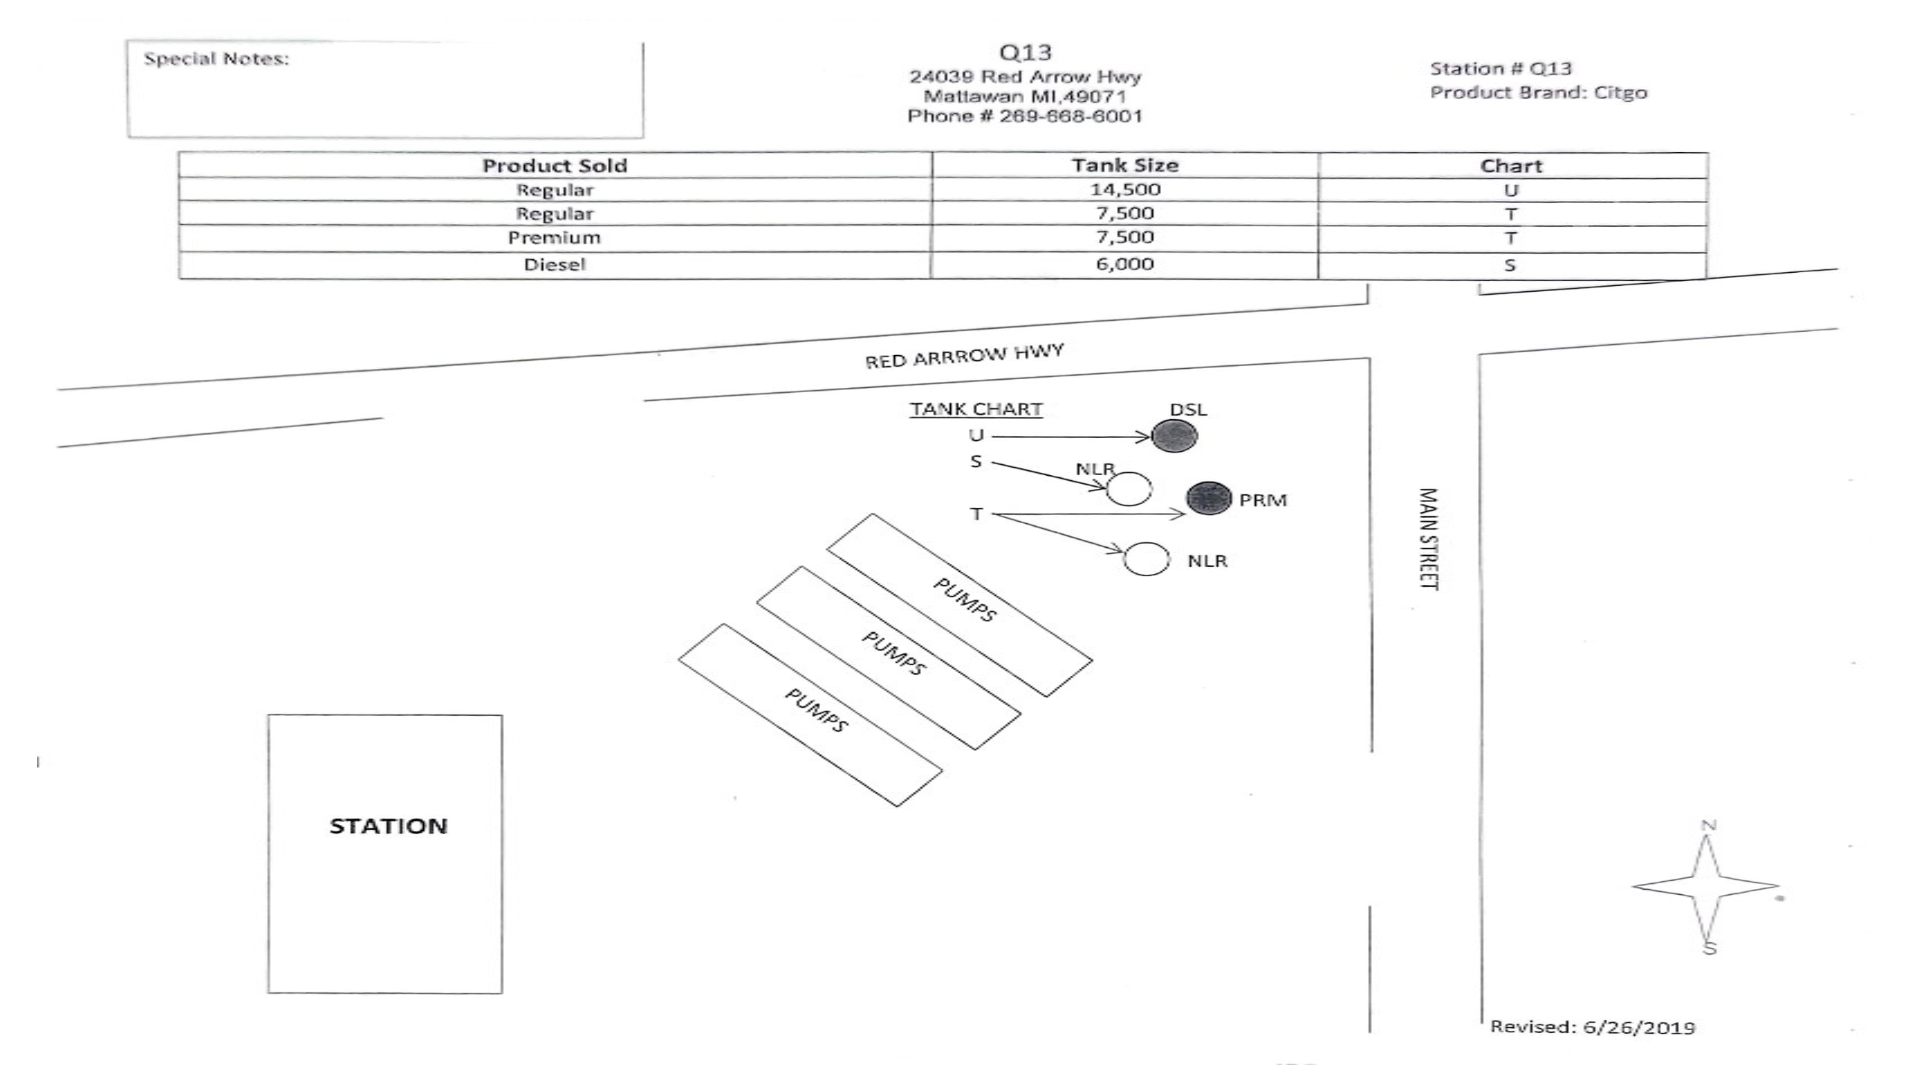 Special Notes:
Q13
24039 Red Arrow Hwy
Mattawan MI,49071
Phone # 269-668-6001
Station # Q13
Product Brand: Citgo
Product Sold Tank Size Chart
Regular 14,500 U
Regular 7,500 T
Premium 7,500 T
Diesel 6,000 S
RED ARRROW HWY
TANK CHART
DSL
U
S
NLR
PRM
T
NLR
MAIN STREET
PUMPS
PUMPS
PUMPS
STATION
N
S
Revised: 6/26/2019